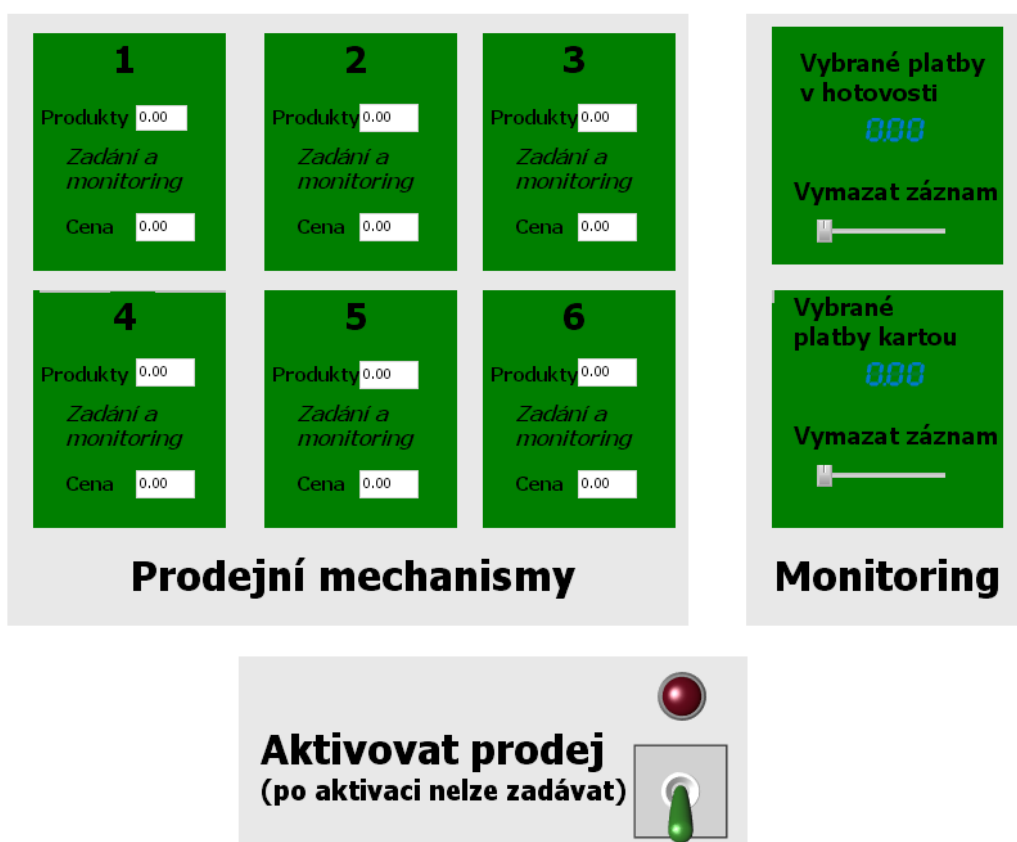 1
Produkty 0.00
Zadání a
monitoring
Cena 0.00
2
Produkty 0.00
Zadání a
monitoring
Cena 0.00
3
Produkty 0.00
Zadání a
monitoring
Cena 0.00
4
Produkty 0.00
Zadání a
monitoring
Cena 0.00
5
Produkty 0.00
Zadání a
monitoring
Cena 0.00
6
Produkty 0.00
Zadání a
monitoring
Cena 0.00
Prodejní mechanismy
Vybrané platby
v hotovosti
0.00
Vymazat záznam
Vybrané
platby kartou
0.00
Vymazat záznam
Monitoring
Aktivovat prodej
(po aktivaci nelze zadávat)